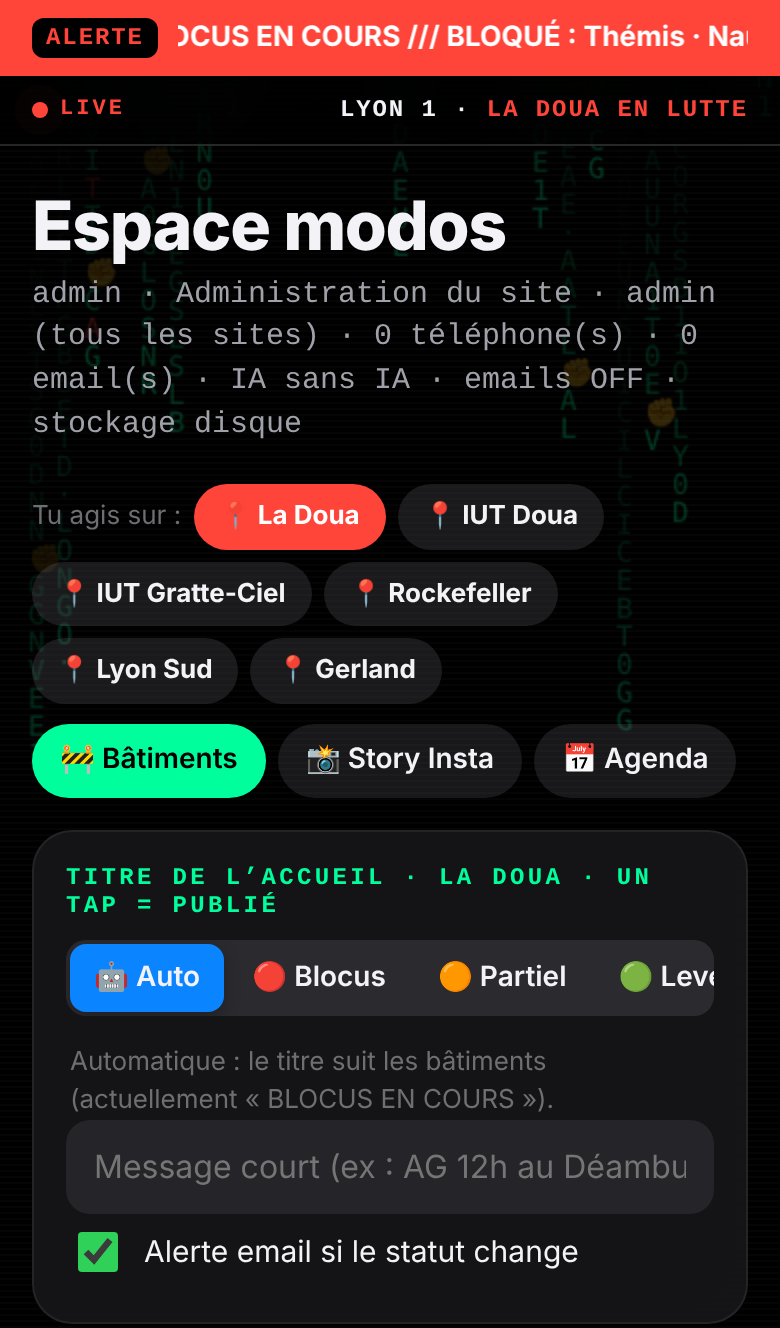 ALERTE OCUS EN COURS /// BLOQUÉ : Thémis ·
LIVE LYON 1 · LA DOUA EN LUTTE
Espace modos
admin · Administration du site · admin
(tous les sites) · 0 téléphone(s) · 0
email(s) · IA sans IA · emails OFF ·
stockage disque
Tu agis sur : 📍 La Doua 📍 IUT Doua
📍 IUT Gratte-Ciel 📍 Rockefeller
📍 Lyon Sud 📍 Gerland
🚧 Bâtiments 📸 Story Insta 📅 Agenda
TITRE DE L’ACCUEIL · LA DOUA · UN
TAP = PUBLIÉ
🤖 Auto 🔴 Blocus 🟠 Partiel 🟢 Leve
Automatique : le titre suit les bâtiments
(actuellement « BLOCUS EN COURS »).
Message court (ex : AG 12h au Déambu
Alerte email si le statut change